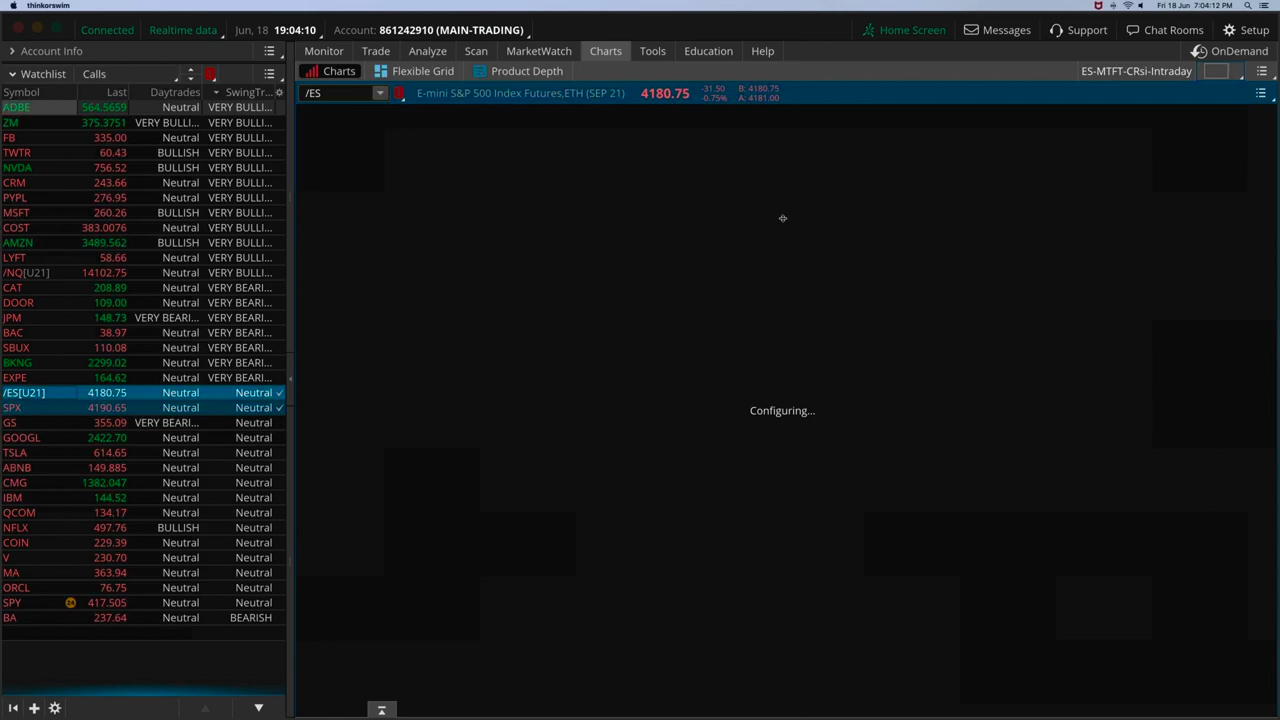 thinkorswim
Fri 18 Jun 7:04:12 PM
Connected Realtime data Jun, 18 19:04:10 Account: 861242910 (MAIN-TRADING) Home Screen Messages Support Chat Rooms Setup
Account Info Monitor Trade Analyze Scan MarketWatch Charts Tools Education Help OnDemand
Watchlist Calls Charts Flexible Grid Product Depth ES-MTFT-CRsi-Intraday
Symbol Last Daytrades SwingTr...
/ES E-mini S&P 500 Index Futures,ETH (SEP 21) 4180.75 -31.50 B: 4180.75
-0.75% A: 4181.00
ADBE 564.5659 Neutral VERY BULLI...
ZM 375.3751 VERY BULLI... VERY BULLI...
FB 335.00 Neutral VERY BULLI...
TWTR 60.43 BULLISH VERY BULLI...
NVDA 756.52 BULLISH VERY BULLI...
CRM 243.66 Neutral VERY BULLI...
PYPL 276.95 Neutral VERY BULLI...
MSFT 260.26 BULLISH VERY BULLI...
COST 383.0076 Neutral VERY BULLI...
AMZN 3489.562 BULLISH VERY BULLI...
LYFT 58.66 Neutral VERY BULLI...
/NQ[U21] 14102.75 Neutral VERY BULLI...
CAT 208.89 Neutral VERY BEARI...
DOOR 109.00 Neutral VERY BEARI...
JPM 148.73 VERY BEARI... VERY BEARI...
BAC 38.97 Neutral VERY BEARI...
SBUX 110.08 Neutral VERY BEARI...
BKNG 2299.02 Neutral VERY BEARI...
EXPE 164.62 Neutral VERY BEARI...
/ES[U21] 4180.75 Neutral Neutral
SPX 4190.65 Neutral Neutral
GS 355.09 VERY BEARI... Neutral
GOOGL 2422.70 Neutral Neutral
TSLA 614.65 Neutral Neutral
ABNB 149.885 Neutral Neutral
CMG 1382.047 Neutral Neutral
IBM 144.52 Neutral Neutral
QCOM 134.17 Neutral Neutral
NFLX 497.76 BULLISH Neutral
COIN 229.39 Neutral Neutral
V 230.70 Neutral Neutral
MA 363.94 Neutral Neutral
ORCL 76.75 Neutral Neutral
SPY 24 417.505 Neutral Neutral
BA 237.64 Neutral BEARISH
Configuring...